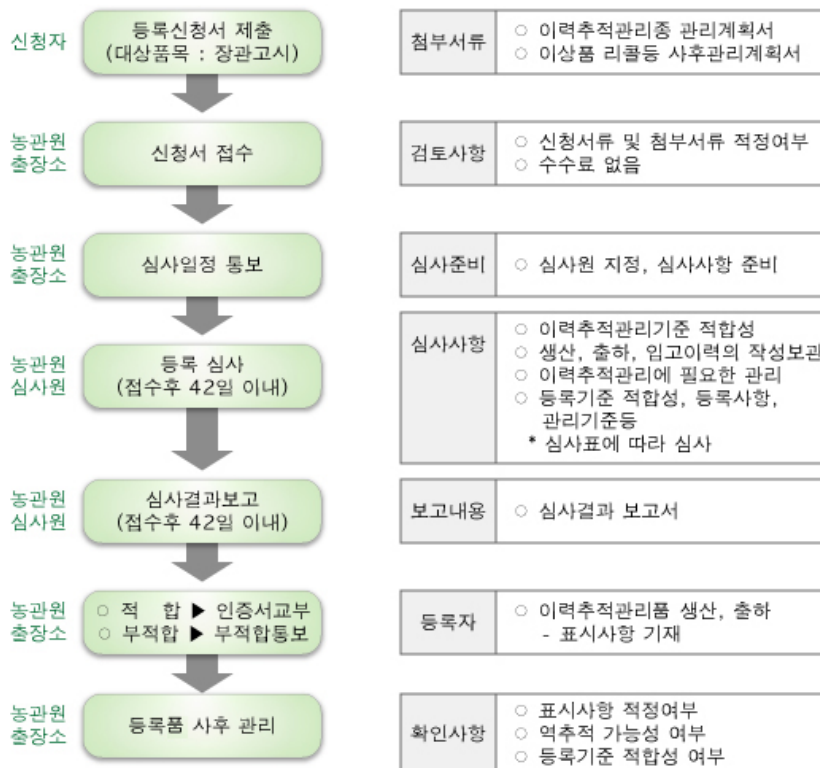 신청자
등록신청서 제출
(대상품목 : 장관고시)
첨부서류
○ 이력추적관리종 관리계획서
○ 이상품 리콜등 사후관리계획서
농관원
출장소
신청서 접수
검토사항
○ 신청서류 및 첨부서류 적정여부
○ 수수료 없음
농관원
출장소
심사일정 통보
심사준비
○ 심사원 지정, 심사사항 준비
농관원
심사원
등록 심사
(접수후 42일 이내)
심사사항
○ 이력추적관리기준 적합성
○ 생산, 출하, 입고이력의 작성보관
○ 이력추적관리에 필요한 관리
○ 등록기준 적합성, 등록사항,
관리기준등
* 심사표에 따라 심사
농관원
심사원
심사결과보고
(접수후 42일 이내)
보고내용
○ 심사결과 보고서
농관원
출장소
○ 적 합 ▶ 인증서교부
○ 부적합 ▶ 부적합통보
등록자
○ 이력추적관리품 생산, 출하
- 표시사항 기재
농관원
출장소
등록품 사후 관리
확인사항
○ 표시사항 적정여부
○ 역추적 가능성 여부
○ 등록기준 적합성 여부